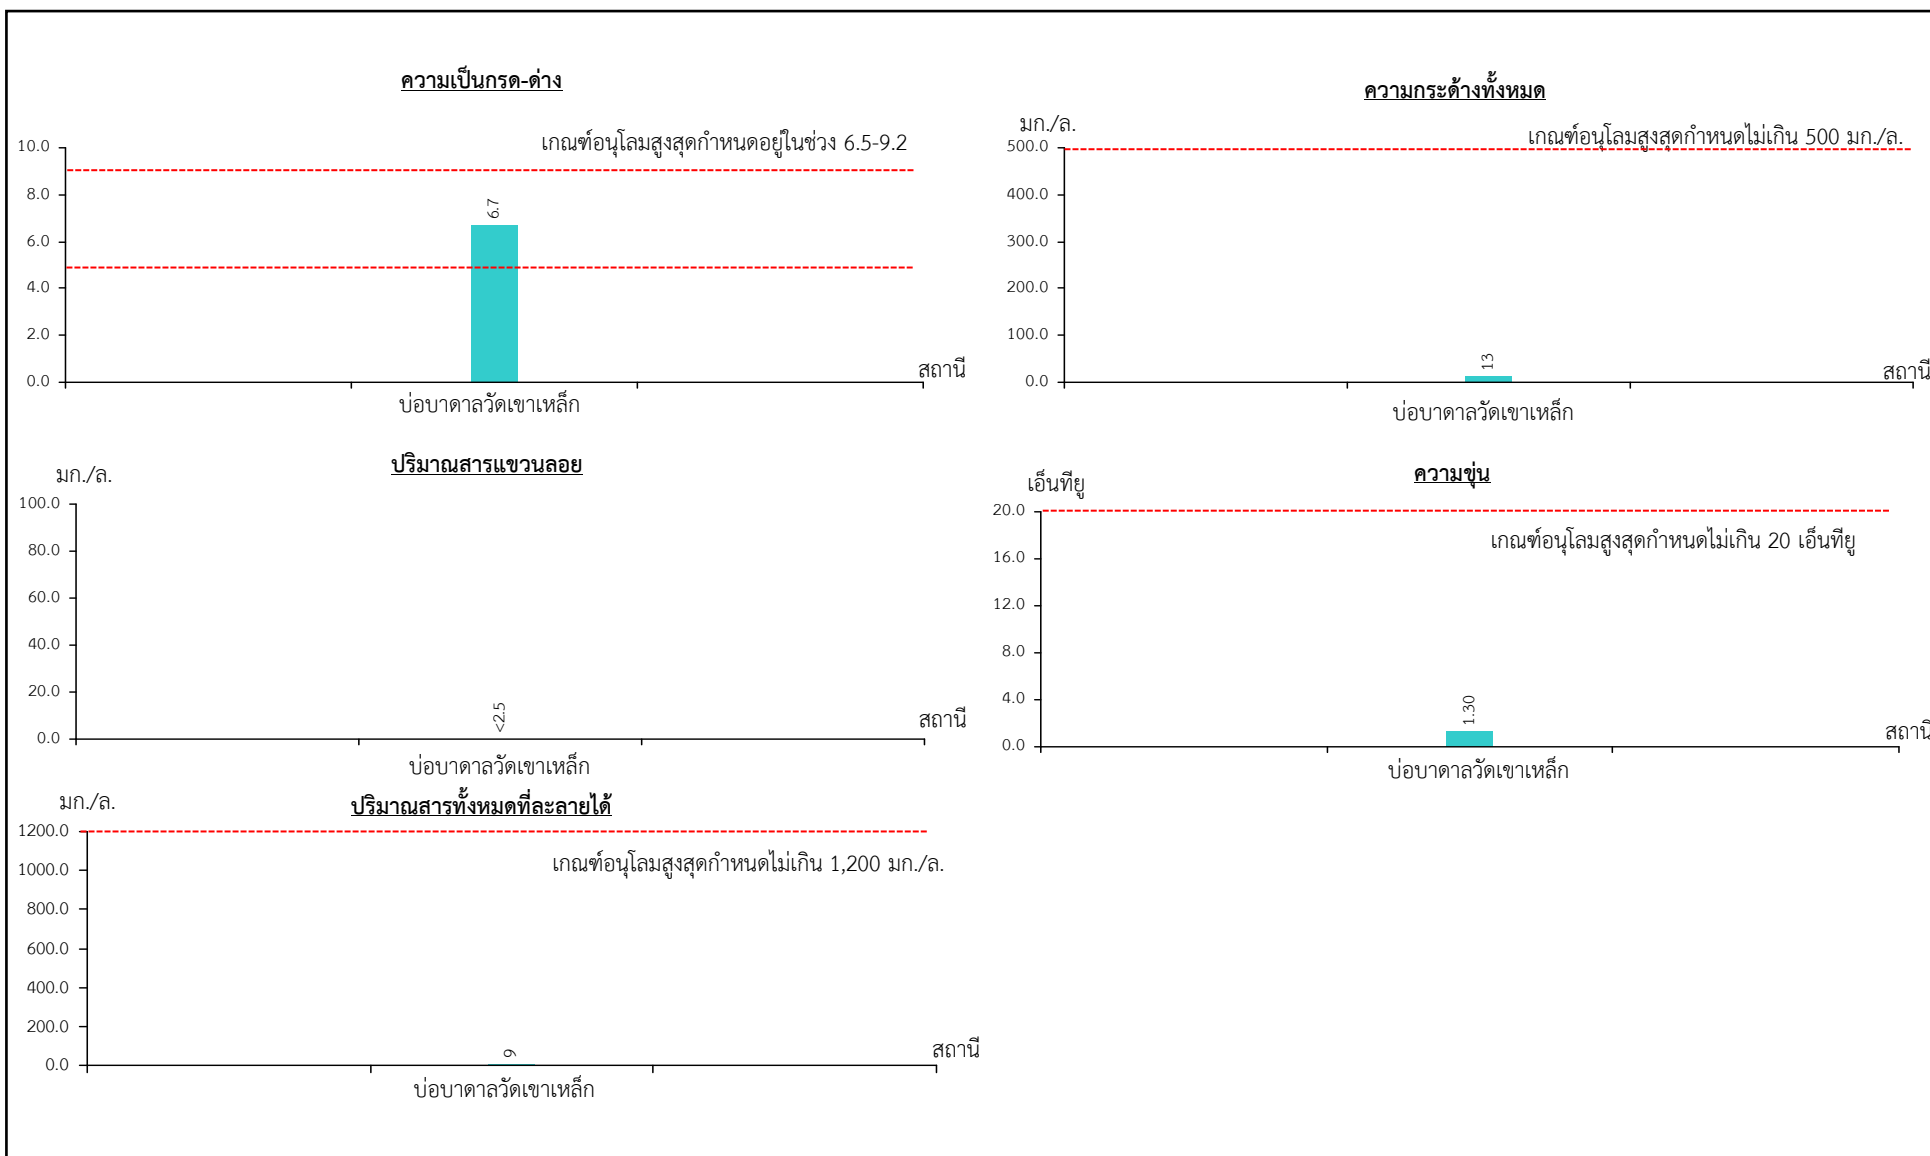 ความเป็นกรด-ด่าง
เกณฑ์อนุโลมสูงสุดกำหนดอยู่ในช่วง 6.5-9.2
10.0
8.0
6.0
4.0
2.0
0.0
6.7
สถานี
บ่อบาดาลวัดเขาเหล็ก
ความกระด้างทั้งหมด
มก./ล.
เกณฑ์อนุโลมสูงสุดกำหนดไม่เกิน 500 มก./ล.
500.0
400.0
300.0
200.0
100.0
0.0
13
สถานี
บ่อบาดาลวัดเขาเหล็ก
ปริมาณสารแขวนลอย
มก./ล.
100.0
80.0
60.0
40.0
20.0
0.0
<2.5
สถานี
บ่อบาดาลวัดเขาเหล็ก
ความขุ่น
เอ็นทียู
20.0
16.0
12.0
8.0
4.0
0.0
เกณฑ์อนุโลมสูงสุดกำหนดไม่เกิน 20 เอ็นทียู
1.30
สถานี
บ่อบาดาลวัดเขาเหล็ก
ปริมาณสารทั้งหมดที่ละลายได้
มก./ล.
1200.0
1000.0
800.0
600.0
400.0
200.0
0.0
เกณฑ์อนุโลมสูงสุดกำหนดไม่เกิน 1,200 มก./ล.
9
สถานี
บ่อบาดาลวัดเขาเหล็ก